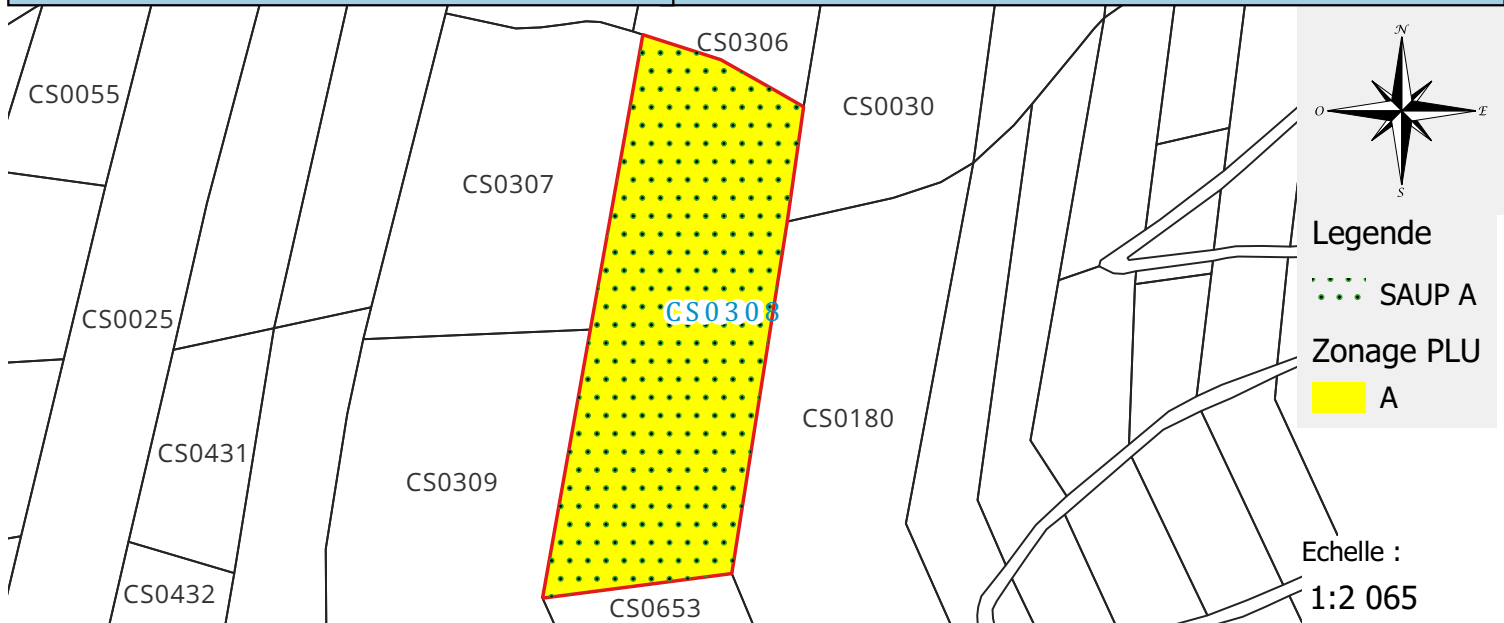 CS0306
CS0055
CS0030
CS0307
CS0308
CS0025
CS0180
CS0431
CS0309
CS0432
CS0653
N
O
E
S
Legende
SAUP A
Zonage PLU
A
Echelle :
1:2 065